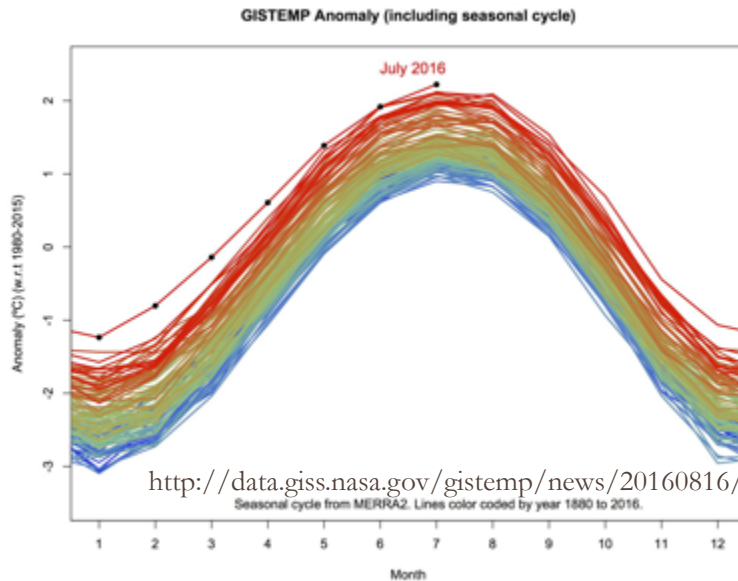 GISTEMP Anomaly (including seasonal cycle)
July 2016
Anomaly (ºC) (w.r.t 1980-2015)
2
1
0
-1
-2
-3
http://data.giss.nasa.gov/gistemp/news/20160816/
Seasonal cycle from MERRA2. Lines color coded by year 1880 to 2016.
1 2 3 4 5 6 7 8 9 10 11 12
Month